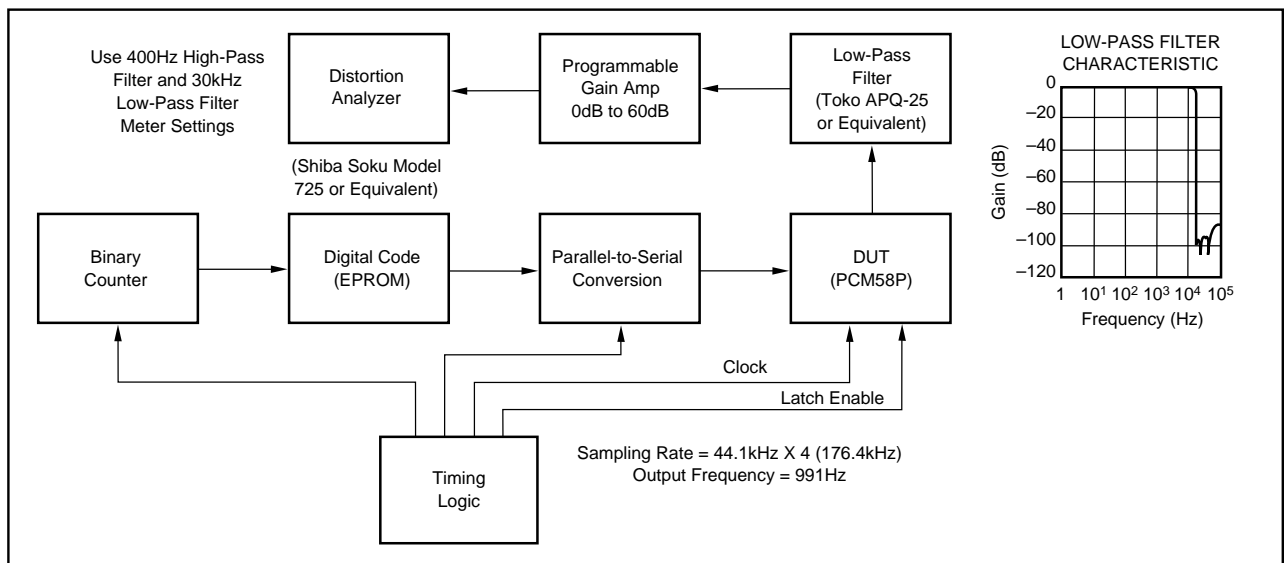 Use 400Hz High-Pass
Filter and 30kHz
Low-Pass Filter
Meter Settings
Distortion
Analyzer
(Shiba Soku Model
725 or Equivalent)
Programmable
Gain Amp
0dB to 60dB
Low-Pass
Filter
(Toko APQ-25
or Equivalent)
Binary
Counter
Digital Code
(EPROM)
Parallel-to-Serial
Conversion
DUT
(PCM58P)
Clock
Latch Enable
Timing
Logic
Sampling Rate = 44.1kHz X 4 (176.4kHz)
Output Frequency = 991Hz
LOW-PASS FILTER
CHARACTERISTIC
Gain (dB)
0
–20
–40
–60
–80
–100
–120
1 10¹ 10² 10³ 10⁴ 10⁵
Frequency (Hz)